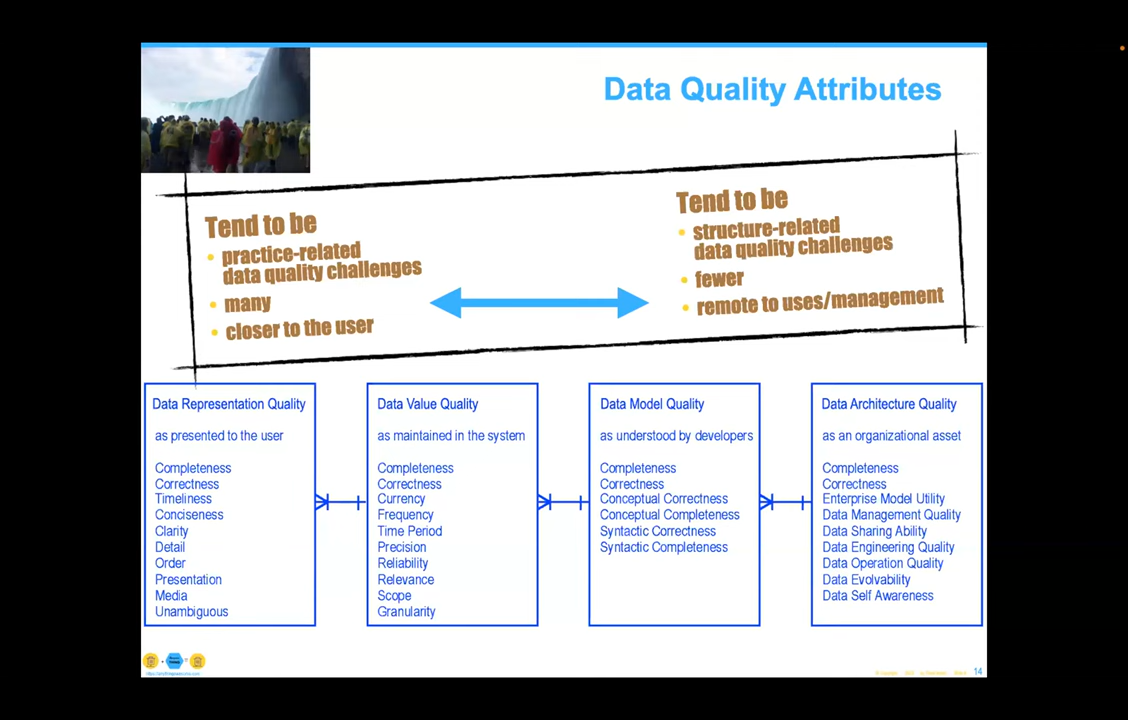 Data Quality Attributes
Tend to be
• practice-related
data quality challenges
• many
• closer to the user
Tend to be
• structure-related
data quality challenges
• fewer
• remote to uses/management
Data Representation Quality
as presented to the user
Completeness
Correctness
Timeliness
Conciseness
Clarity
Detail
Order
Presentation
Media
Unambiguous
Data Value Quality
as maintained in the system
Completeness
Correctness
Currency
Frequency
Time Period
Precision
Reliability
Relevance
Scope
Granularity
Data Model Quality
as understood by developers
Completeness
Correctness
Conceptual Correctness
Conceptual Completeness
Syntactic Correctness
Syntactic Completeness
Data Architecture Quality
as an organizational asset
Completeness
Correctness
Enterprise Model Utility
Data Management Quality
Data Sharing Ability
Data Engineering Quality
Data Operation Quality
Data Evolvability
Data Self Awareness
14